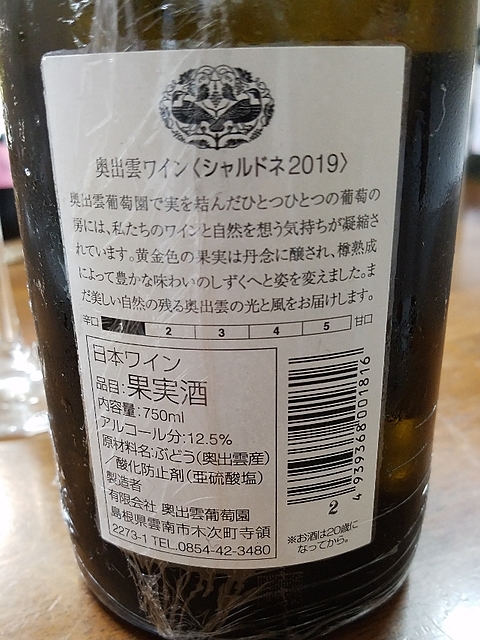 奥出雲ワイン〈シャルドネ2019〉
奥出雲葡萄園で実を結んだひとつひとつの葡萄の
房には、私たちのワインと自然を想う気持ちが凝縮さ
れています。黄金色の果実は丹念に醸され、樽熟成
によって豊かな味わいのしずくへと姿を変えました。ま
だ美しい自然の残る奥出雲の光と風をお届けします。
辛口 1 2 3 4 5 甘口
日本ワイン
品目:果実酒
内容量:750ml
アルコール分:12.5%
原材料名:ぶどう(奥出雲産)
酸化防止剤(亜硫酸塩)
製造者
有限会社 奥出雲葡萄園
島根県雲南市木次町寺領
2273-1 TEL.0854-42-3480
4 939368 001816
2
※お酒は20歳に
なってから。